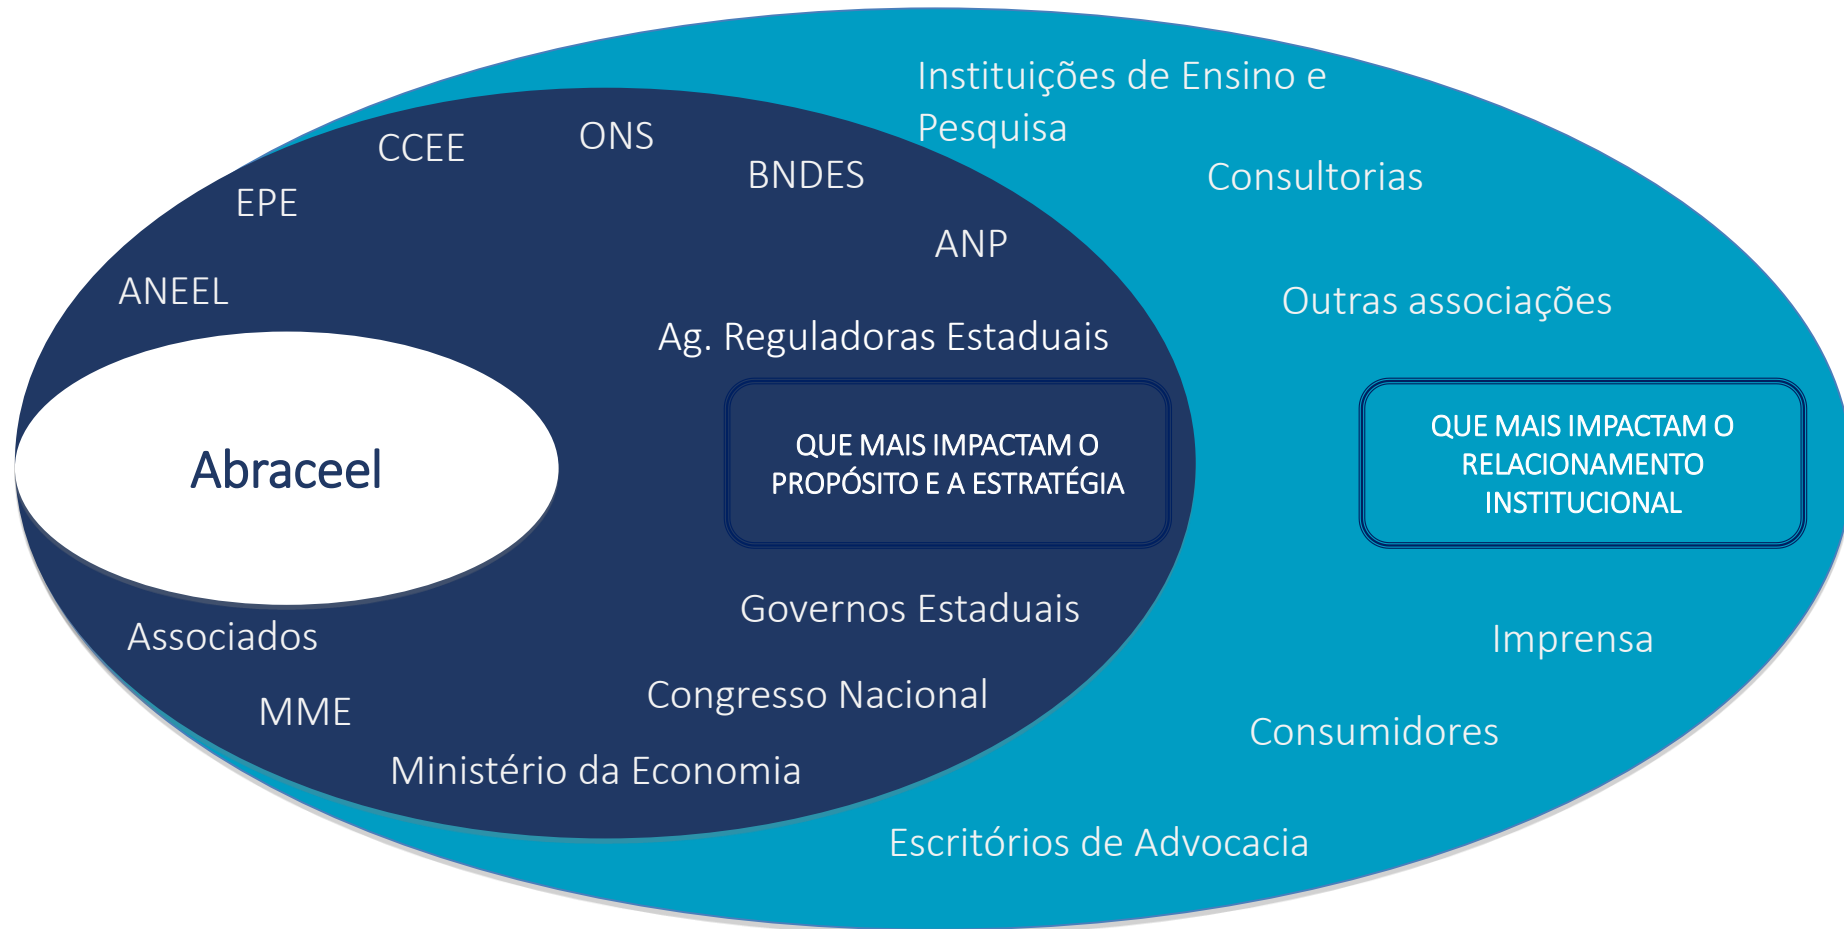 Instituições de Ensino e
Pesquisa
CCEE
ONS
BNDES
Consultorias
EPE
ANP
ANEEL
Outras associações
Ag. Reguladoras Estaduais
Abraceel
QUE MAIS IMPACTAM O
PROPÓSITO E A ESTRATÉGIA
QUE MAIS IMPACTAM O
RELACIONAMENTO
INSTITUCIONAL
Governos Estaduais
Associados
Imprensa
Congresso Nacional
MME
Consumidores
Ministério da Economia
Escritórios de Advocacia